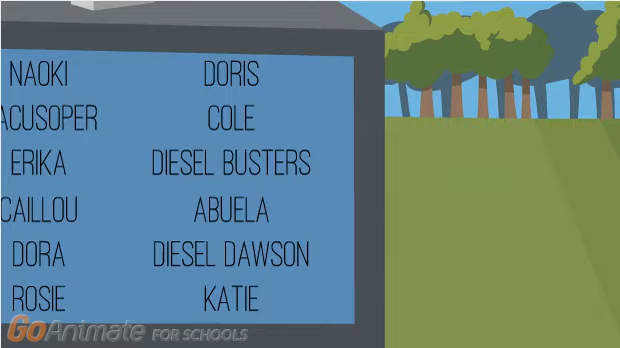 NAOKI DORIS
ACUSOPER COLE
ERIKA DIESEL BUSTERS
CAILLOU ABUELA
DORA DIESEL DAWSON
ROSIE KATIE
GoAnimate FOR SCHOOLS